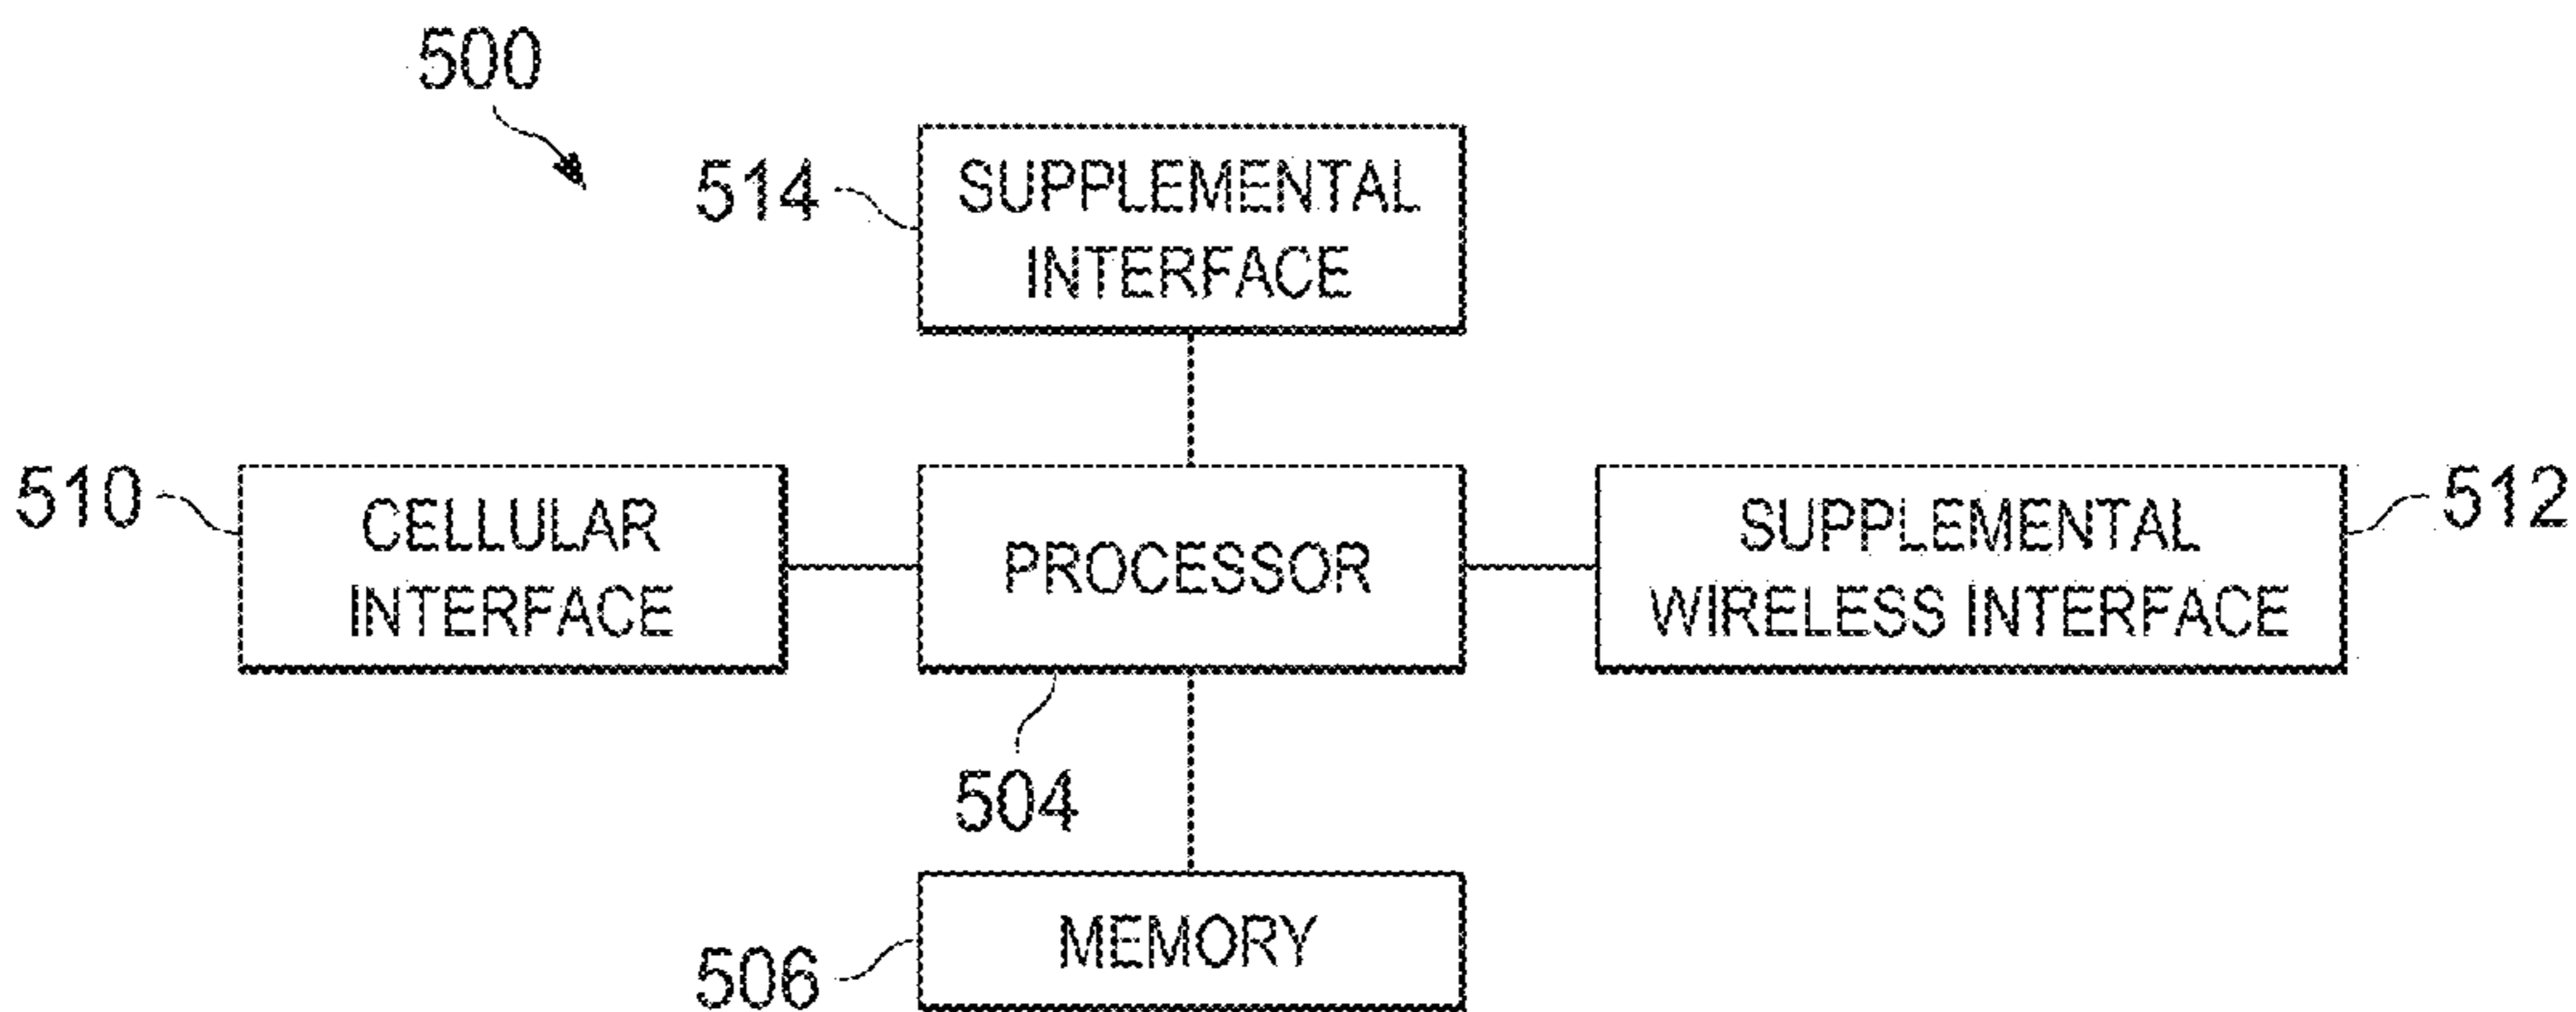 500
514
SUPPLEMENTAL
INTERFACE
510
CELLULAR
INTERFACE
PROCESSOR
SUPPLEMENTAL
WIRELESS INTERFACE
512
504
MEMORY
506